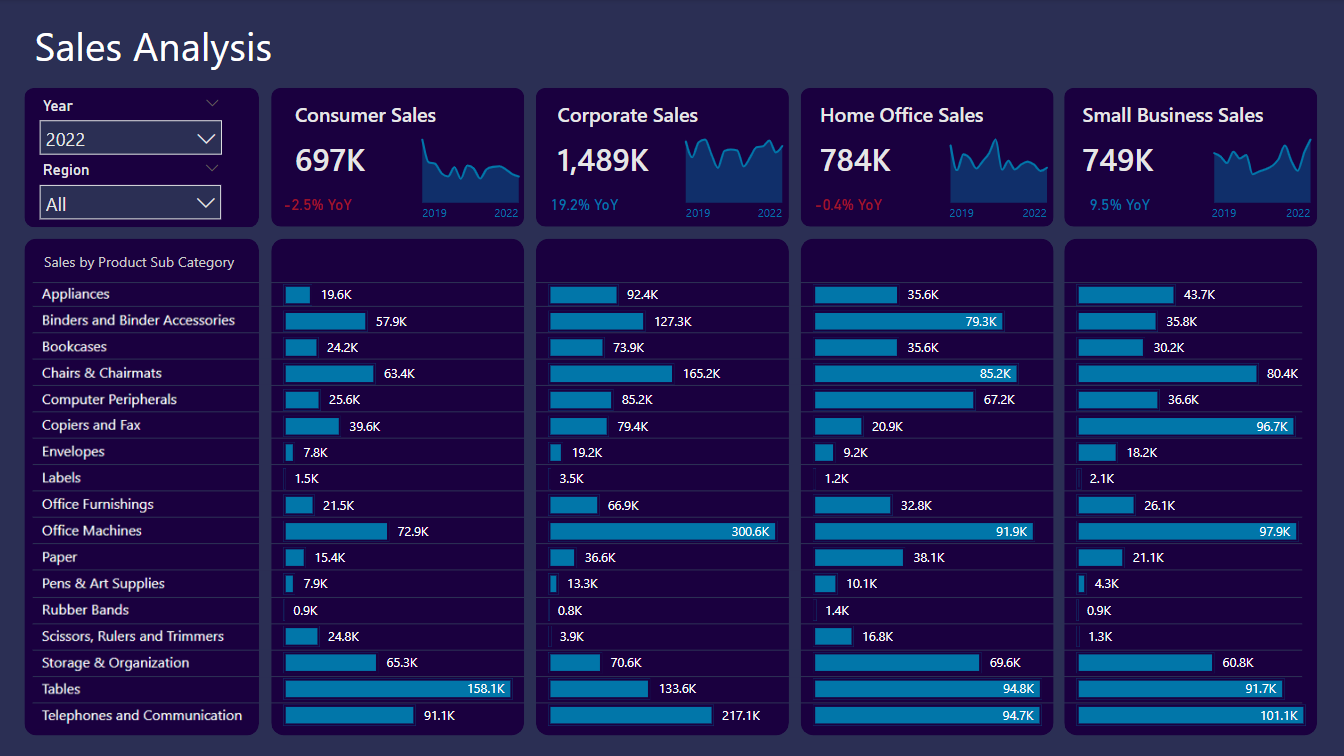 Sales Analysis
Year
2022
Region
All
Consumer Sales
697K
-2.5% YoY
2019 2022
Corporate Sales
1,489K
19.2% YoY
2019 2022
Home Office Sales
784K
-0.4% YoY
2019 2022
Small Business Sales
749K
9.5% YoY
2019 2022
Sales by Product Sub Category
Appliances 19.6K 92.4K 35.6K 43.7K
Binders and Binder Accessories 57.9K 127.3K 79.3K 35.8K
Bookcases 24.2K 73.9K 35.6K 30.2K
Chairs & Chairmats 63.4K 165.2K 85.2K 80.4K
Computer Peripherals 25.6K 85.2K 67.2K 36.6K
Copiers and Fax 39.6K 79.4K 20.9K 96.7K
Envelopes 7.8K 19.2K 9.2K 18.2K
Labels 1.5K 3.5K 1.2K 2.1K
Office Furnishings 21.5K 66.9K 32.8K 26.1K
Office Machines 72.9K 300.6K 91.9K 97.9K
Paper 15.4K 36.6K 38.1K 21.1K
Pens & Art Supplies 7.9K 13.3K 10.1K 4.3K
Rubber Bands 0.9K 0.8K 1.4K 0.9K
Scissors, Rulers and Trimmers 24.8K 3.9K 16.8K 1.3K
Storage & Organization 65.3K 70.6K 69.6K 60.8K
Tables 158.1K 133.6K 94.8K 91.7K
Telephones and Communication 91.1K 217.1K 94.7K 101.1K